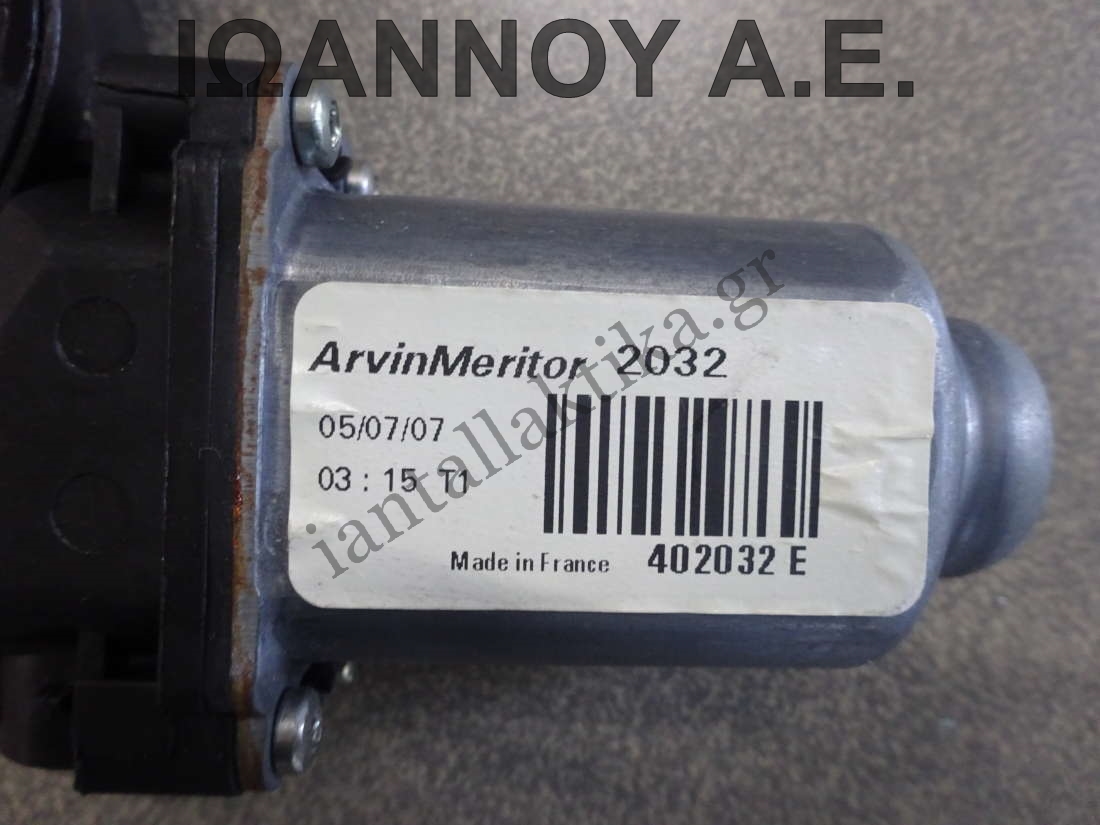 ΙΩΑΝΝΟΥ Α.Ε.
iantallaktika.gr
ArvinMeritor 2032
05/07/07
03 : 15 T1
Made in France 402032 E